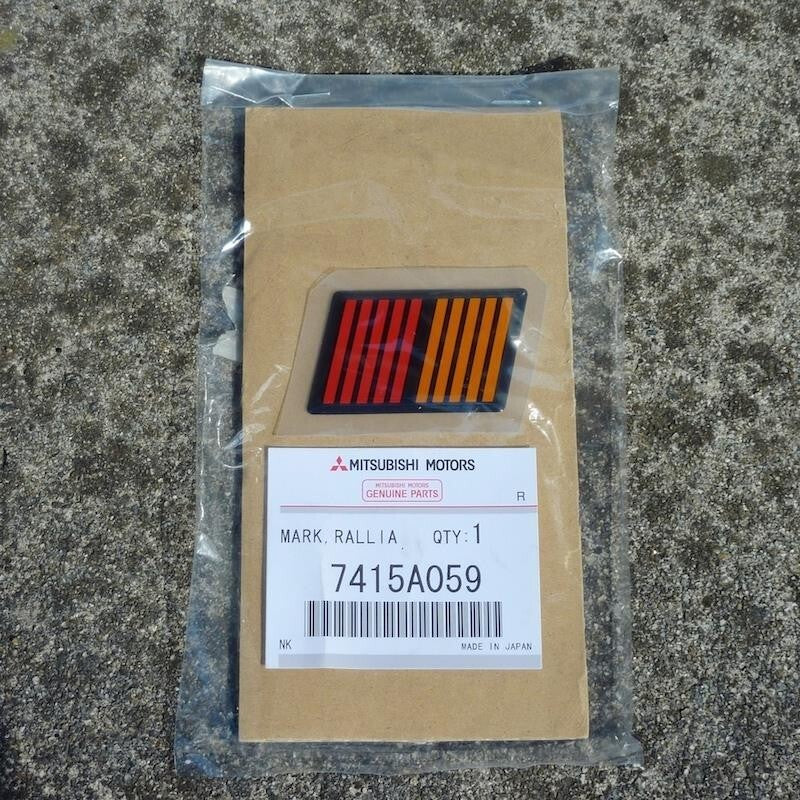 MITSUBISHI MOTORS
MITSUBISHI MOTORS
GENUINE PARTS
R
MARK, RALLIA QTY:1
7415A059
NK MADE IN JAPAN